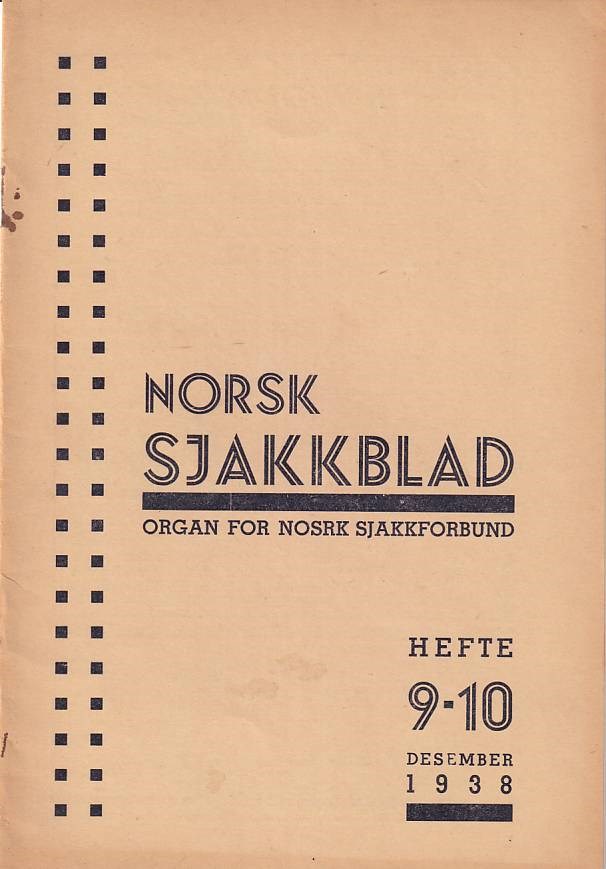 NORSK
SJAKKBLAD
ORGAN FOR NOSRK SJAKKFORBUND
HEFTE
9-10
DESEMBER
1938